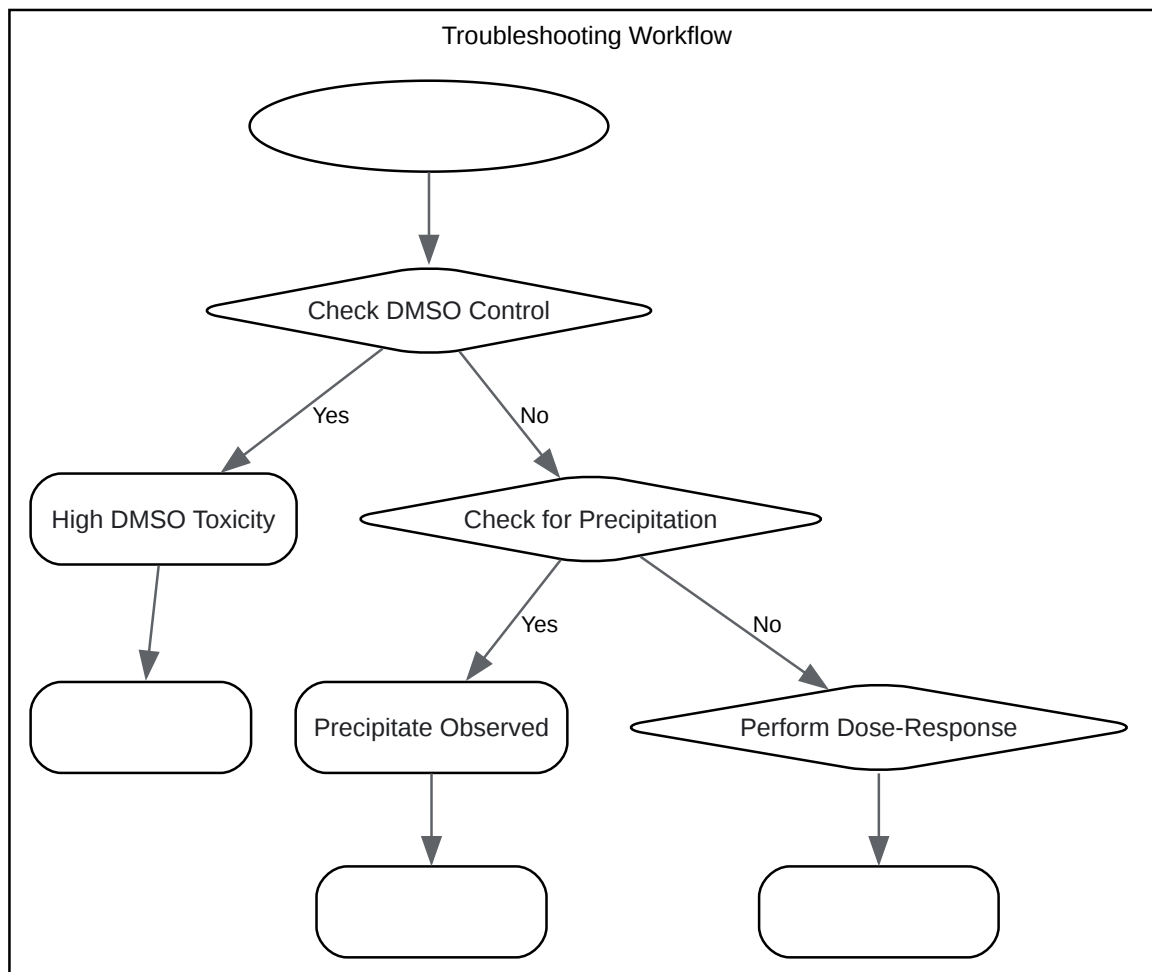 Troubleshooting Workflow
Check DMSO Control
Yes
No
High DMSO Toxicity
Check for Precipitation
Yes
No
Precipitate Observed
Perform Dose-Response